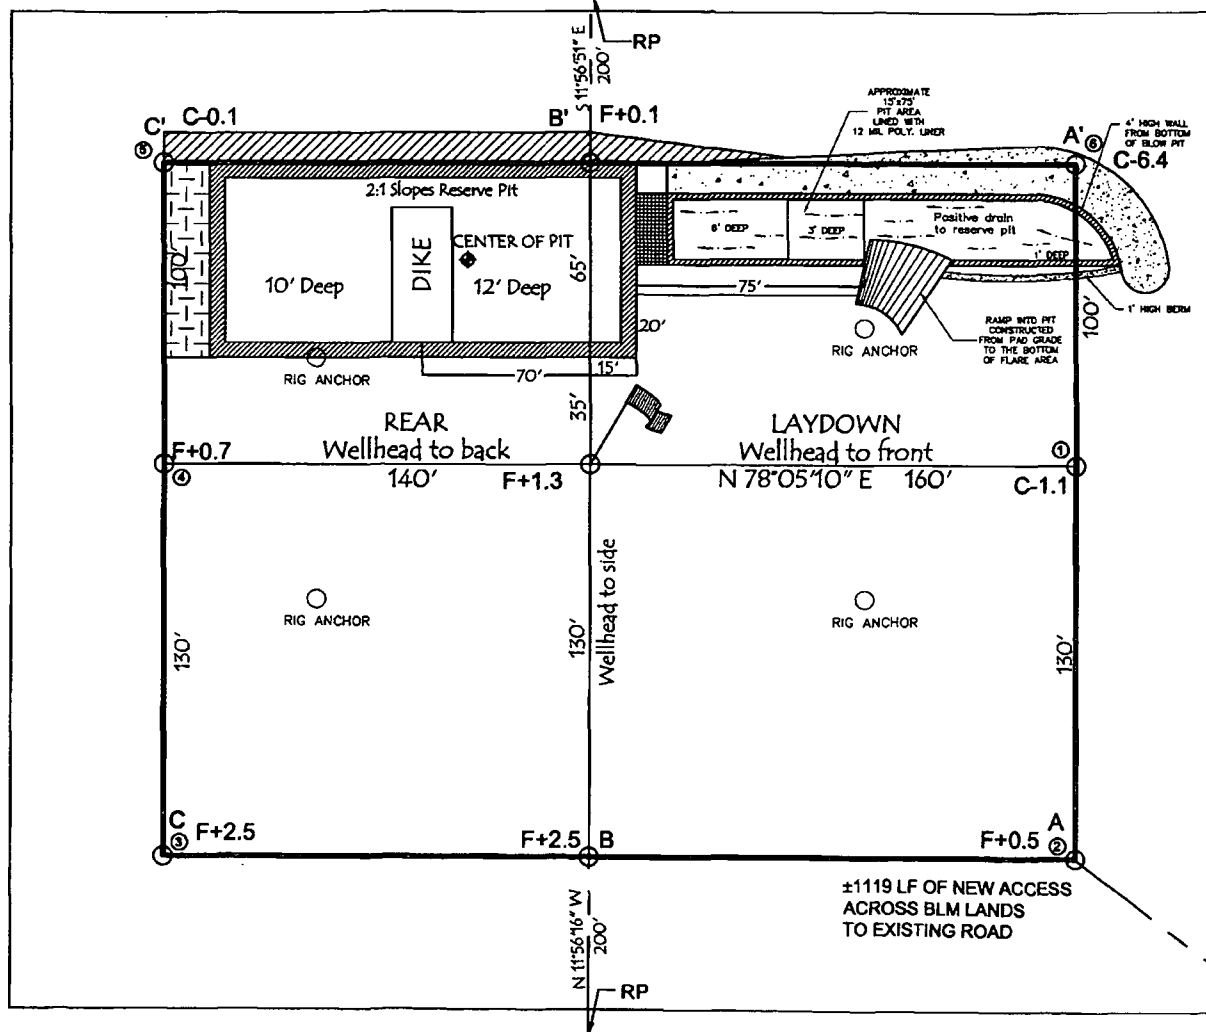 RP
S 11°56'51" E
200'
C-0.1
C'
⑤
B'
F+0.1
APPROXIMATE
15'x75'
PIT AREA
LINED WITH
12 MIL POLY. LINER
A'
⑥
C-6.4
4' HIGH WALL
FROM BOTTOM
OF BLOW PIT
2:1 Slopes Reserve Pit
DIKE
CENTER OF PIT
10' Deep
12' Deep
65'
100'
8' DEEP
3' DEEP
Positive drain
to reserve pit
1' DEEP
75'
1' HIGH BERM
100'
20'
RIG ANCHOR
RAMP INTO PIT
CONSTRUCTED
FROM PAD GRADE
TO THE BOTTOM
OF FLARE AREA
RIG ANCHOR
70'
15'
35'
REAR
Wellhead to back
140'
LAYDOWN
Wellhead to front
N 78°05'10" E 160'
F+0.7
④
F+1.3
①
C-1.1
RIG ANCHOR
RIG ANCHOR
130'
130'
Wellhead to side
130'
C
③
F+2.5
F+2.5
B
F+0.5
A
②
±1119 LF OF NEW ACCESS
ACROSS BLM LANDS
TO EXISTING ROAD
N 11°56'16" W
200'
RP